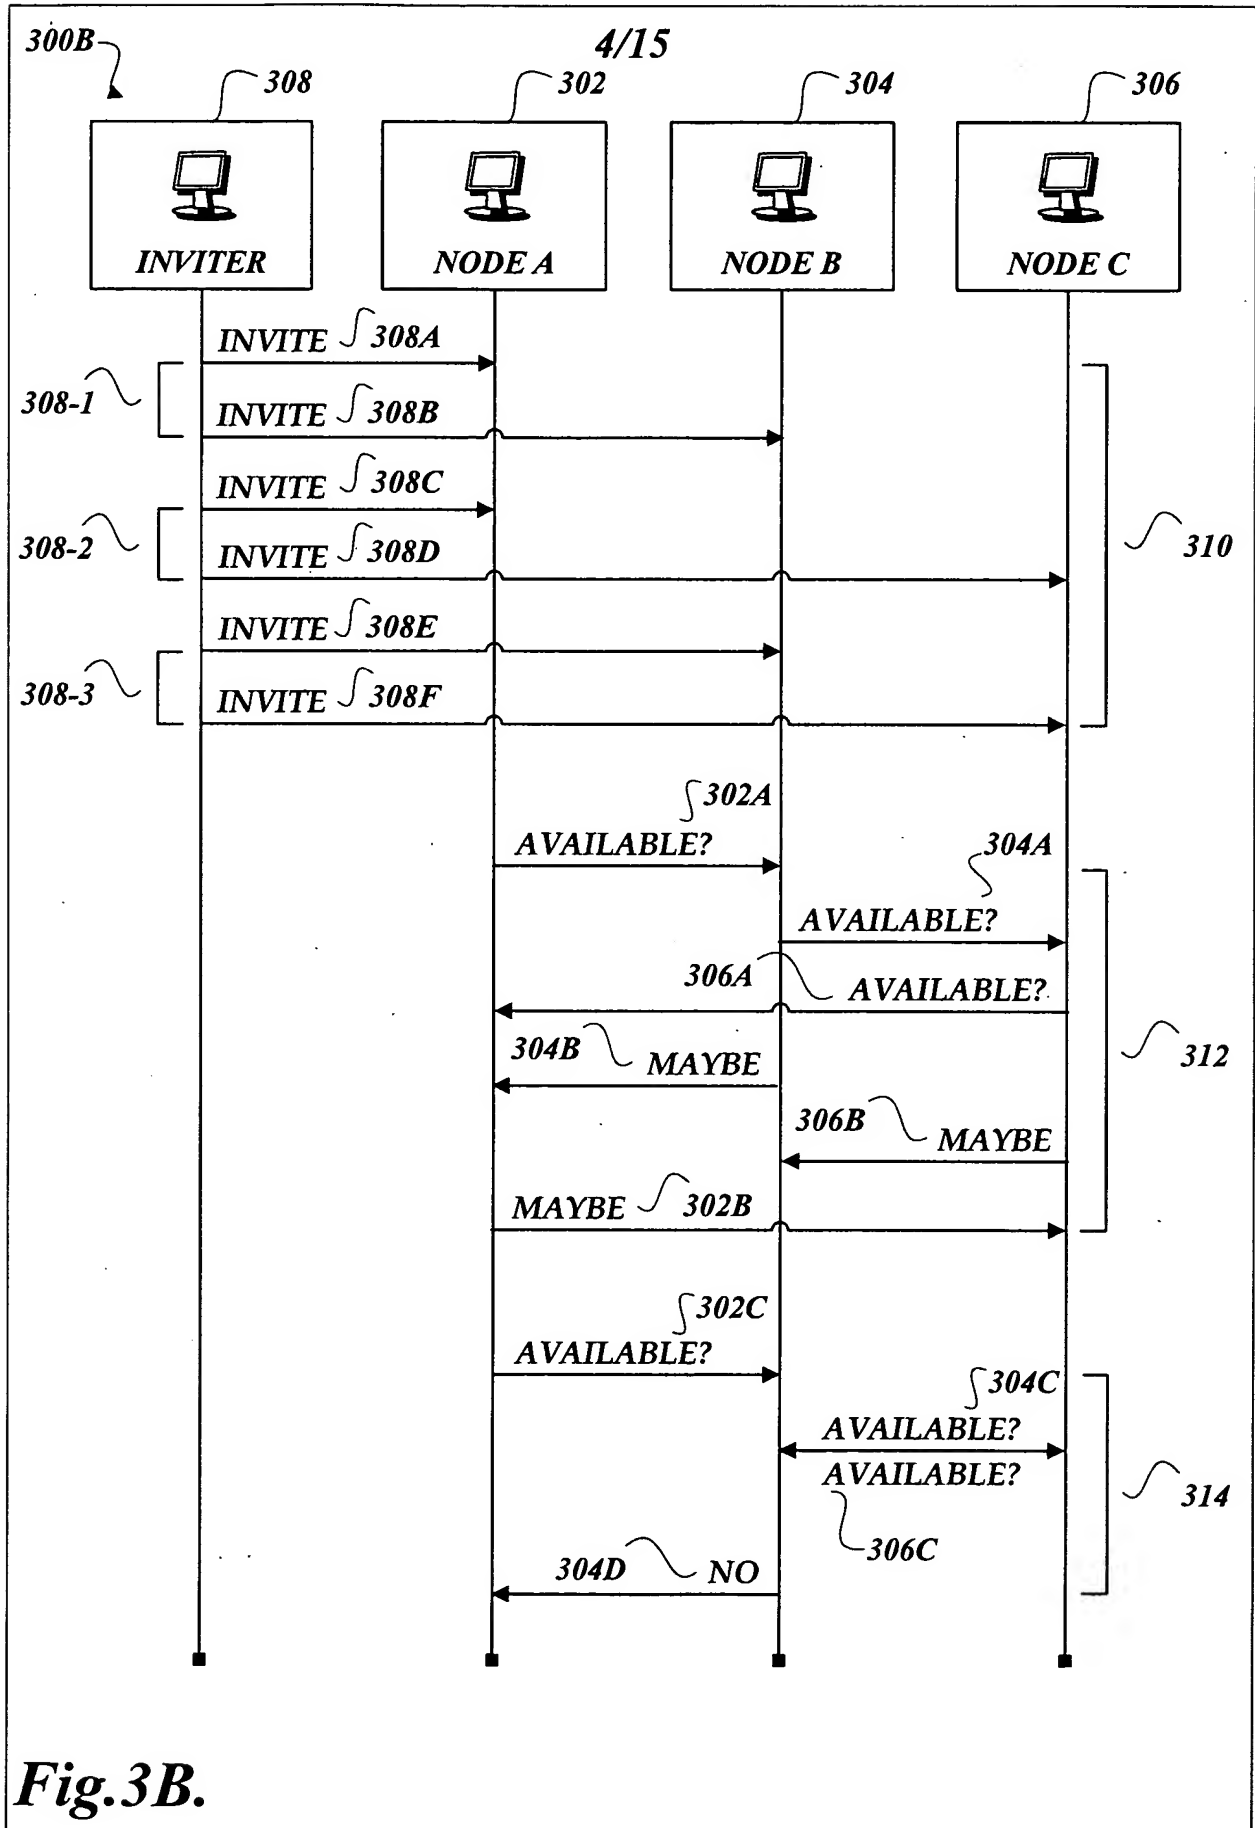 4/15
300B
308
302
304
306
INVITER
NODE A
NODE B
NODE C
INVITE 308A
308-1
INVITE 308B
INVITE 308C
308-2
INVITE 308D
310
INVITE 308E
308-3
INVITE 308F
302A
AVAILABLE?
304A
AVAILABLE?
306A AVAILABLE?
304B MAYBE
312
306B MAYBE
MAYBE 302B
302C
AVAILABLE?
304C
AVAILABLE?
AVAILABLE?
314
306C
304D NO
Fig.3B.